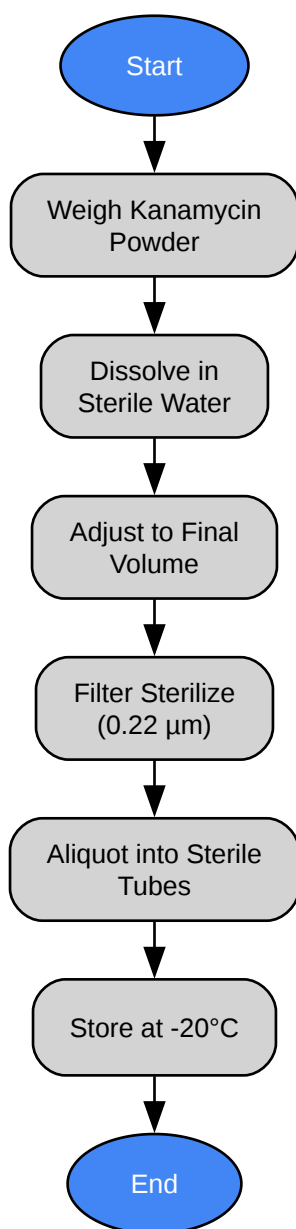 Start
Weigh Kanamycin
Powder
Dissolve in
Sterile Water
Adjust to Final
Volume
Filter Sterilize
(0.22 µm)
Aliquot into Sterile
Tubes
Store at -20°C
End